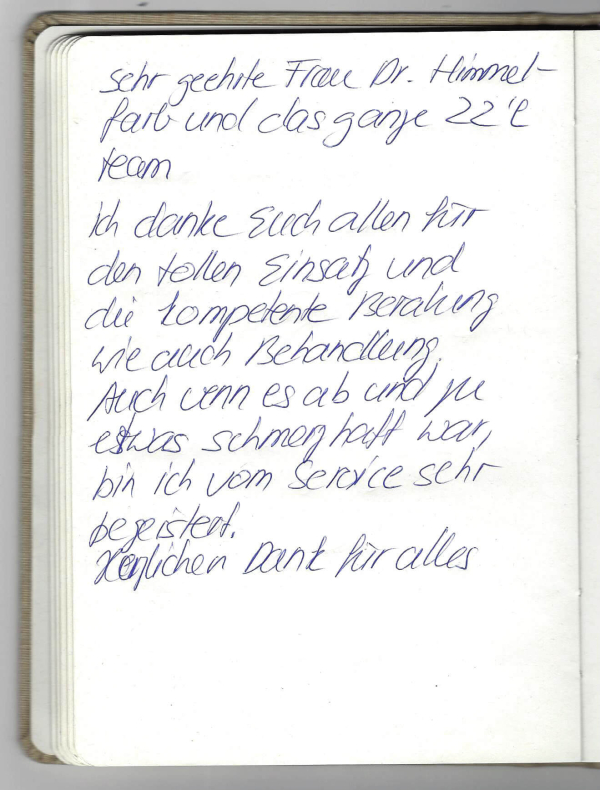 sehr geehrte Frau Dr. Himmel-
farb und das ganze 22'e
team
ich danke Euch allen für
den tollen Einsatz und
die kompetente Beratung
wie auch Behandlung.
Auch wenn es ab und zu
etwas schmerzhaft war,
bin ich vom Service sehr
begeistert.
Herzlichen Dank für alles